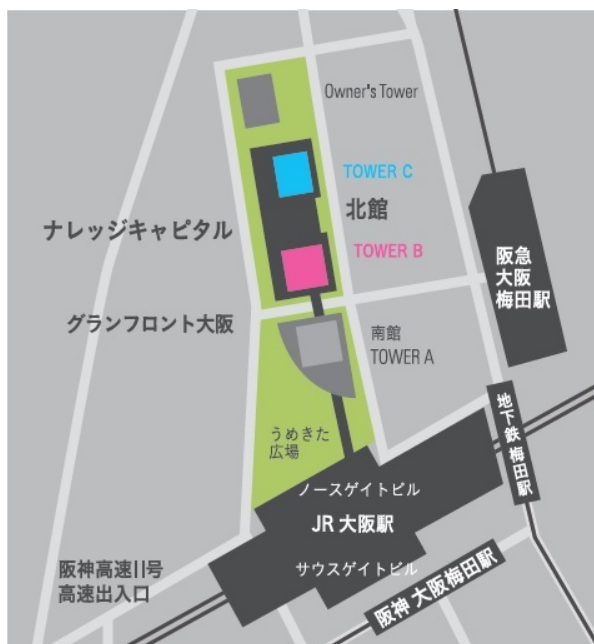 Owner's Tower
TOWER C
北館
ナレッジキャピタル
TOWER B
阪急
大阪
梅田駅
グランフロント大阪
南館
TOWER A
うめきた
広場
地下鉄 梅田駅
ノースゲイトビル
JR 大阪駅
サウスゲイトビル
阪神高速11号
高速出入口
阪神 大阪梅田駅